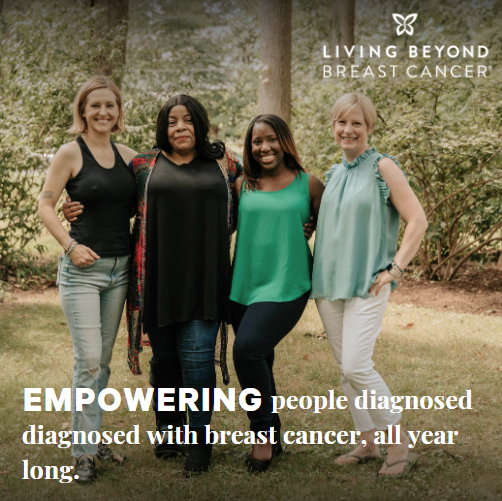 LIVING BEYOND
BREAST CANCER®
EMPOWERING people diagnosed
diagnosed with breast cancer, all year
long.